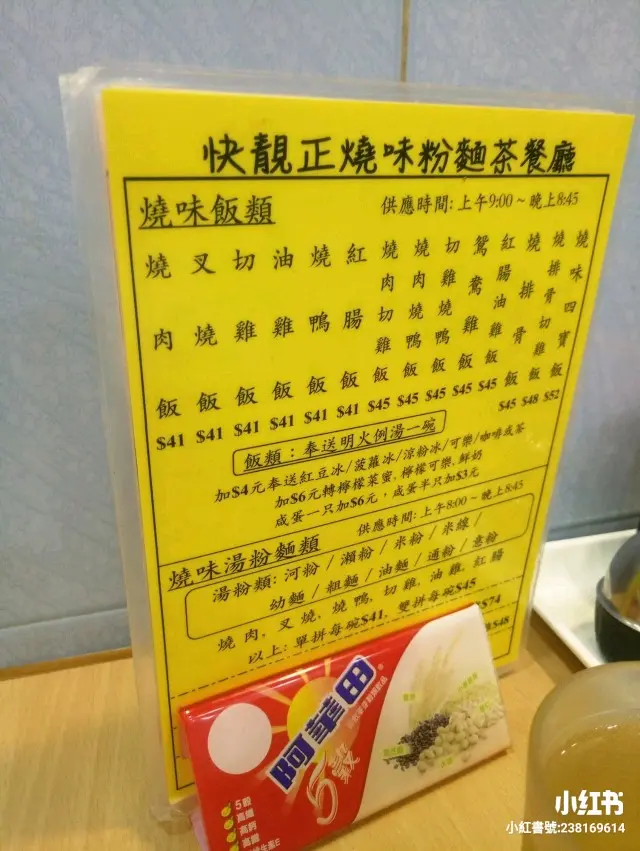 快靚正燒味粉麵茶餐廳
燒味飯類
供應時間: 上午9:00 ~ 晚上8:45
燒肉飯 $41
叉燒飯 $41
切雞飯 $41
油雞飯 $41
燒鴨飯 $41
紅腸飯 $41
燒肉切雞飯 $45
燒肉燒鴨飯 $45
切雞燒鴨飯 $45
鴛鴦油雞飯 $45
紅腸雞飯
燒排骨飯 $45
燒排骨切雞飯 $48
燒味四寶飯 $52
飯類：奉送明火例湯一碗
加$4元奉送紅豆冰/菠蘿冰/涼粉冰/可樂/咖啡或茶
加$6元轉檸檬菜蜜、檸檬可樂、鮮奶
咸蛋一只加$6元，咸蛋半只加$3元
燒味湯粉麵類
供應時間: 上午8:00 ~ 晚上8:45
湯粉類: 河粉 / 瀨粉 / 米粉 / 米線 /
幼麵 / 粗麵 / 油麵 / 通粉 / 意粉
燒肉、叉燒、燒鴨、切雞、油雞、紅腸
以上: 單拼每碗$41, 雙拼每碗$45
$74
$48
阿華田
5穀
5穀
高纖
高鈣
高鐵
小红书
小紅書號:238169614